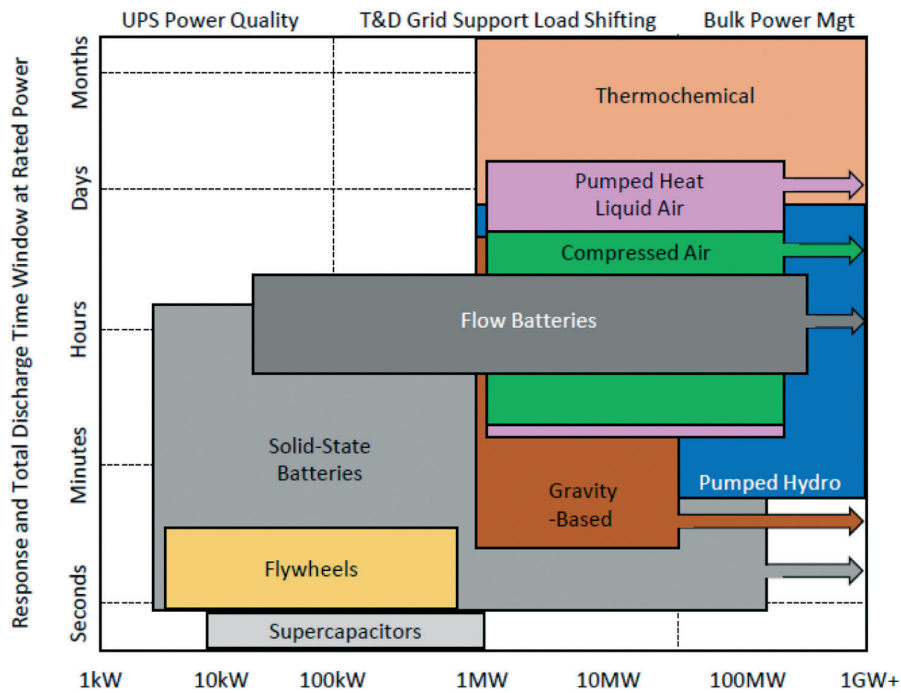 UPS Power Quality
T&D Grid Support Load Shifting
Bulk Power Mgt
Response and Total Discharge Time Window at Rated Power
Months
Days
Hours
Minutes
Seconds
Thermochemical
Pumped Heat
Liquid Air
Compressed Air
Flow Batteries
Solid-State
Batteries
Pumped Hydro
Gravity
-Based
Flywheels
Supercapacitors
1kW
10kW
100kW
1MW
10MW
100MW
1GW+